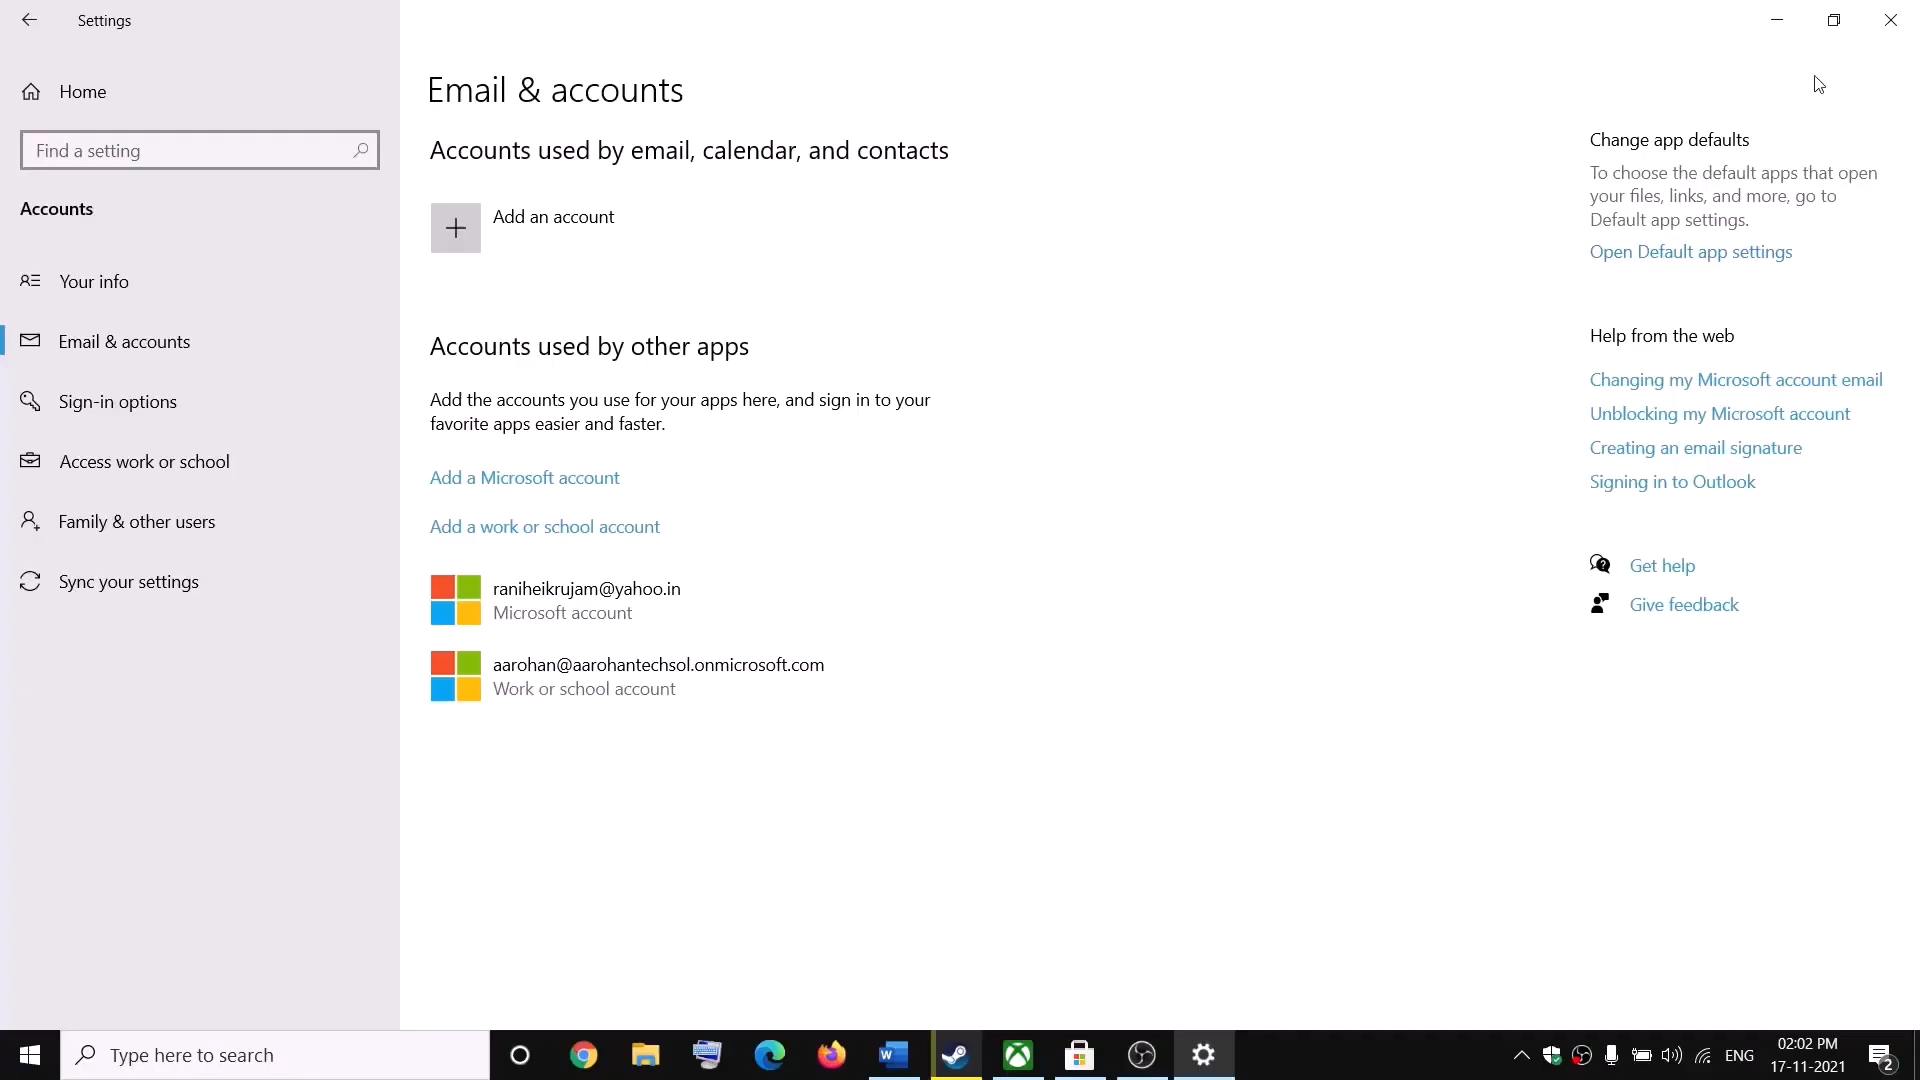 Settings
Home
Find a setting
Accounts
Your info
Email & accounts
Sign-in options
Access work or school
Family & other users
Sync your settings
Email & accounts
Accounts used by email, calendar, and contacts
Add an account
Accounts used by other apps
Add the accounts you use for your apps here, and sign in to your
favorite apps easier and faster.
Add a Microsoft account
Add a work or school account
raniheikrujam@yahoo.in
Microsoft account
aarohan@aarohantechsol.onmicrosoft.com
Work or school account
Change app defaults
To choose the default apps that open
your files, links, and more, go to
Default app settings.
Open Default app settings
Help from the web
Changing my Microsoft account email
Unblocking my Microsoft account
Creating an email signature
Signing in to Outlook
Get help
Give feedback
Type here to search
W
ENG
02:02 PM
17-11-2021
2